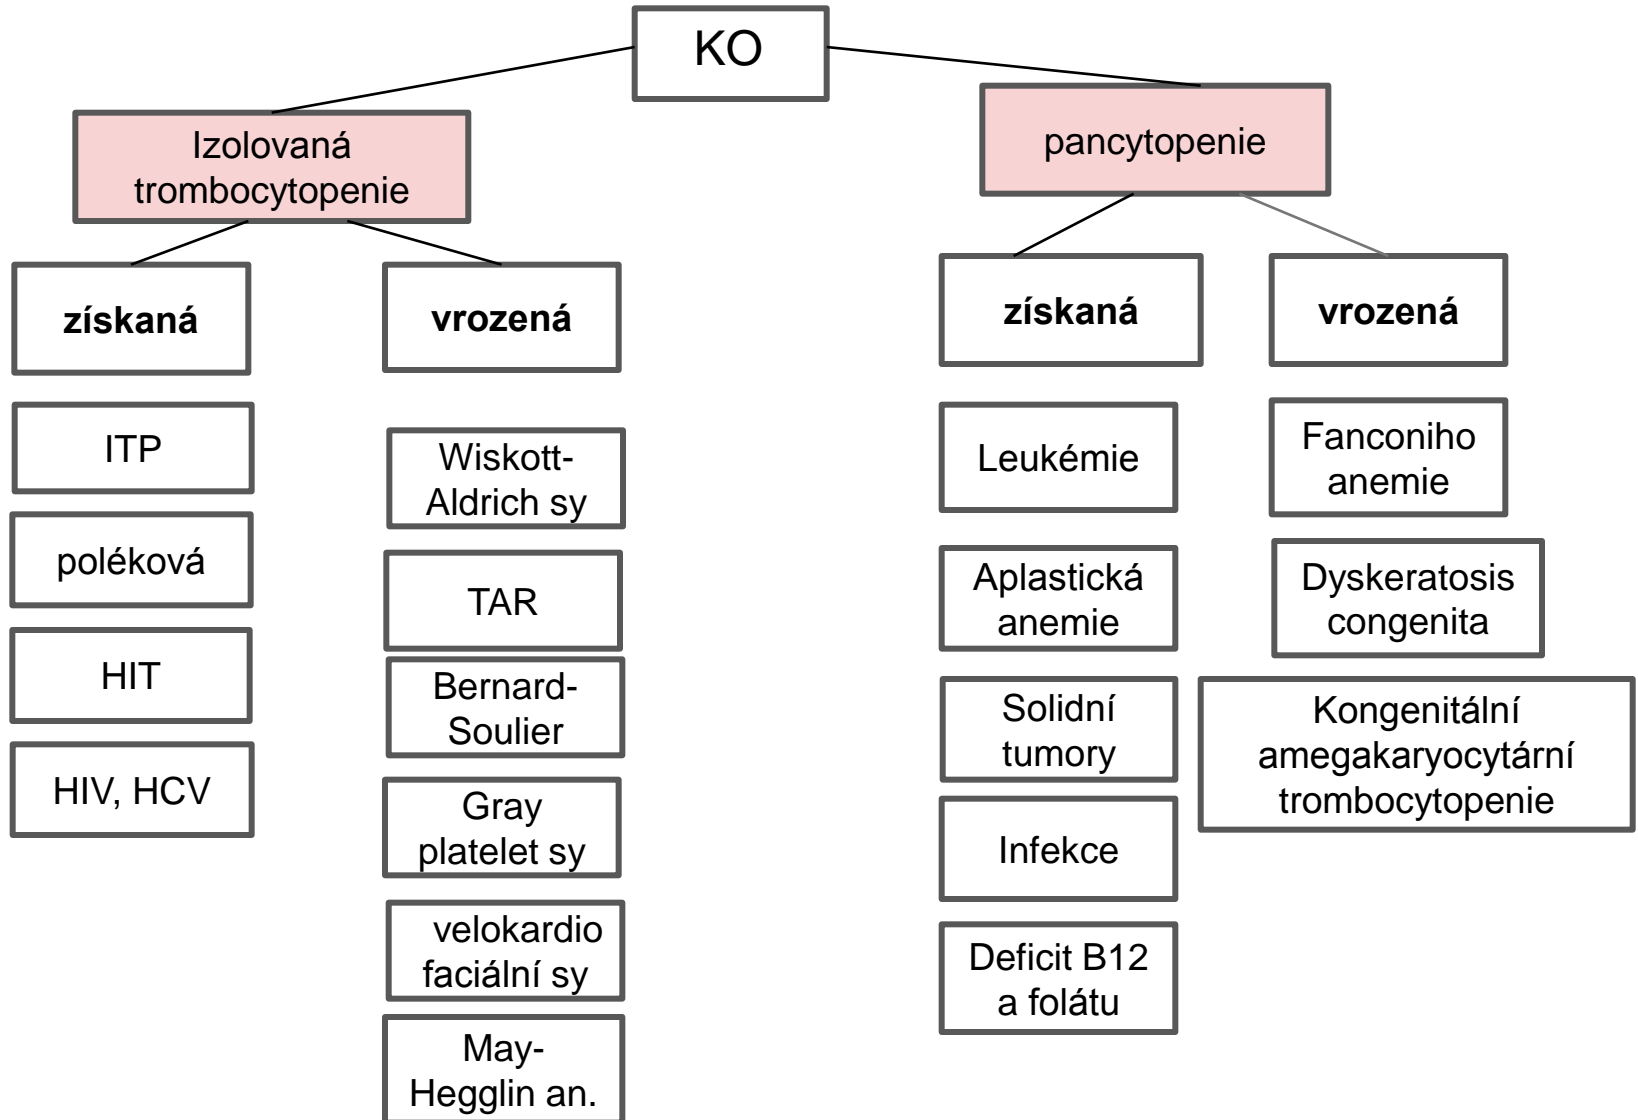 KO
Izolovaná
trombocytopenie
pancytopenie
získaná
vrozená
získaná
vrozená
ITP
poléková
HIT
HIV, HCV
Wiskott-
Aldrich sy
TAR
Bernard-
Soulier
Gray
platelet sy
velokardio
faciální sy
May-
Hegglin an.
Leukémie
Aplastická
anemie
Solidní
tumory
Infekce
Deficit B12
a folátu
Fanconiho
anemie
Dyskeratosis
congenita
Kongenitální
amegakaryocytární
trombocytopenie